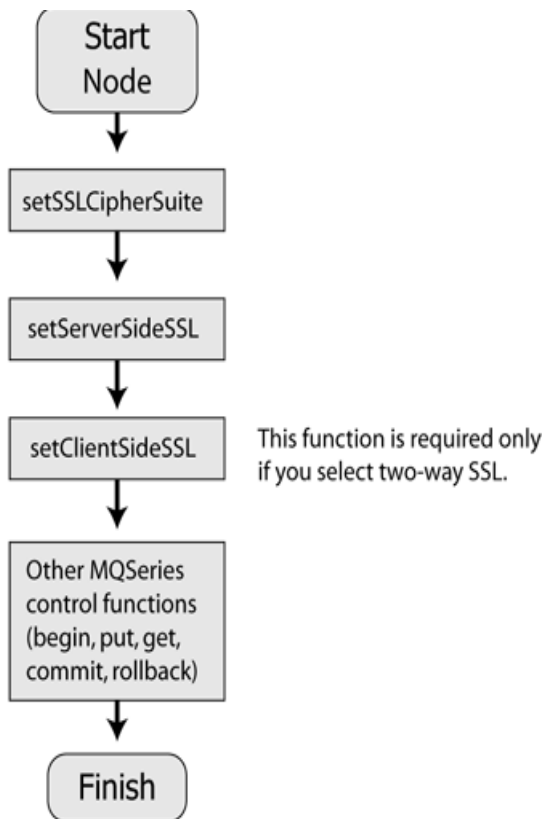 Start
Node
setSSLCipherSuite
setServerSideSSL
setClientSideSSL
This function is required only
if you select two-way SSL.
Other MQSeries
control functions
(begin, put, get,
commit, rollback)
Finish